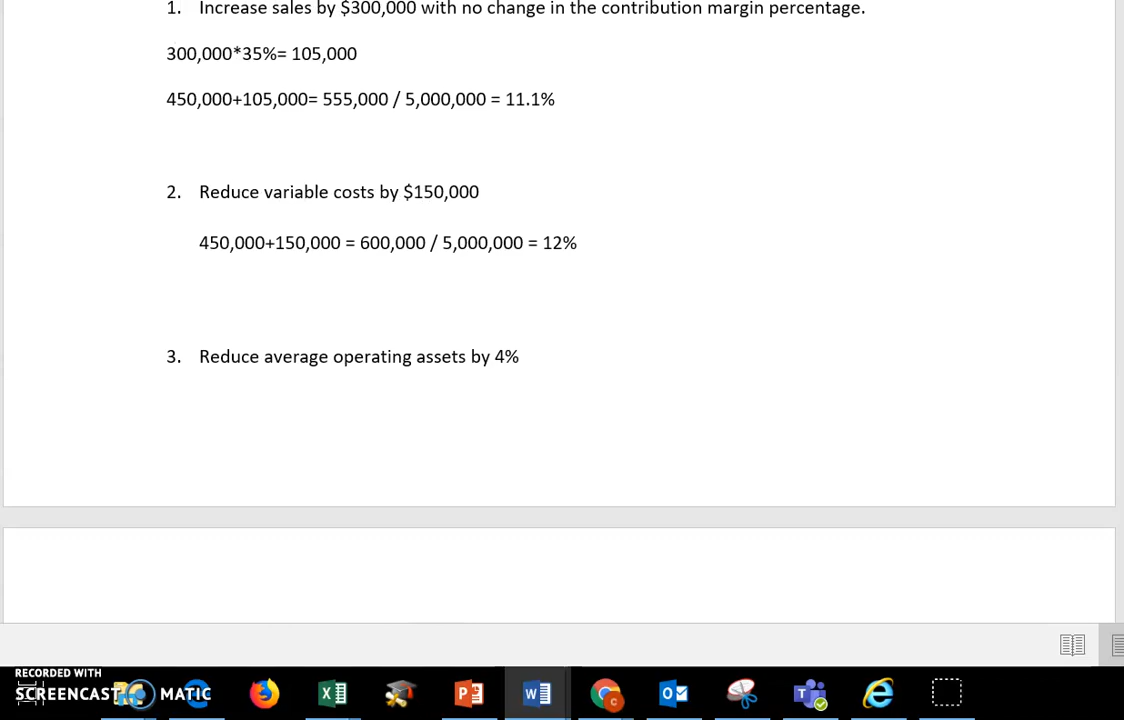 1. Increase sales by $300,000 with no change in the contribution margin percentage.
300,000*35%= 105,000
450,000+105,000= 555,000 / 5,000,000 = 11.1%
2. Reduce variable costs by $150,000
450,000+150,000 = 600,000 / 5,000,000 = 12%
3. Reduce average operating assets by 4%
RECORDED WITH
SCREENCAST MATIC